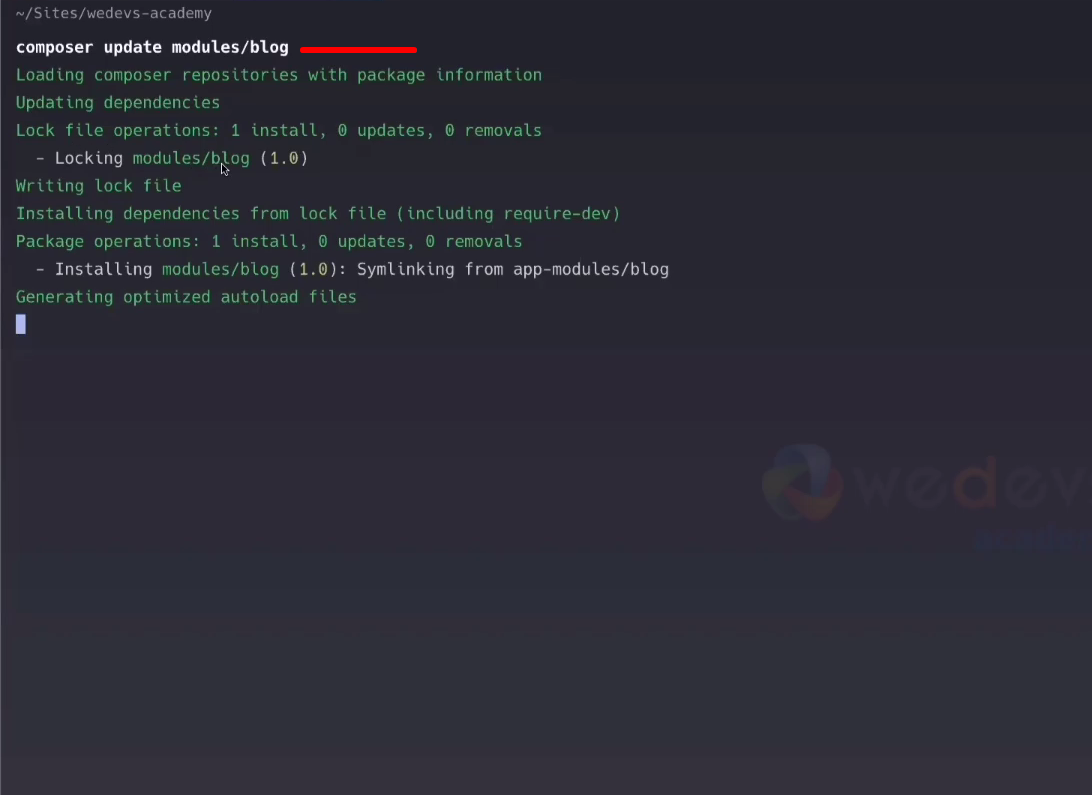 ~/Sites/wedevs-academy
composer update modules/blog
Loading composer repositories with package information
Updating dependencies
Lock file operations: 1 install, 0 updates, 0 removals
  - Locking modules/blog (1.0)
Writing lock file
Installing dependencies from lock file (including require-dev)
Package operations: 1 install, 0 updates, 0 removals
  - Installing modules/blog (1.0): Symlinking from app-modules/blog
Generating optimized autoload files
wedev